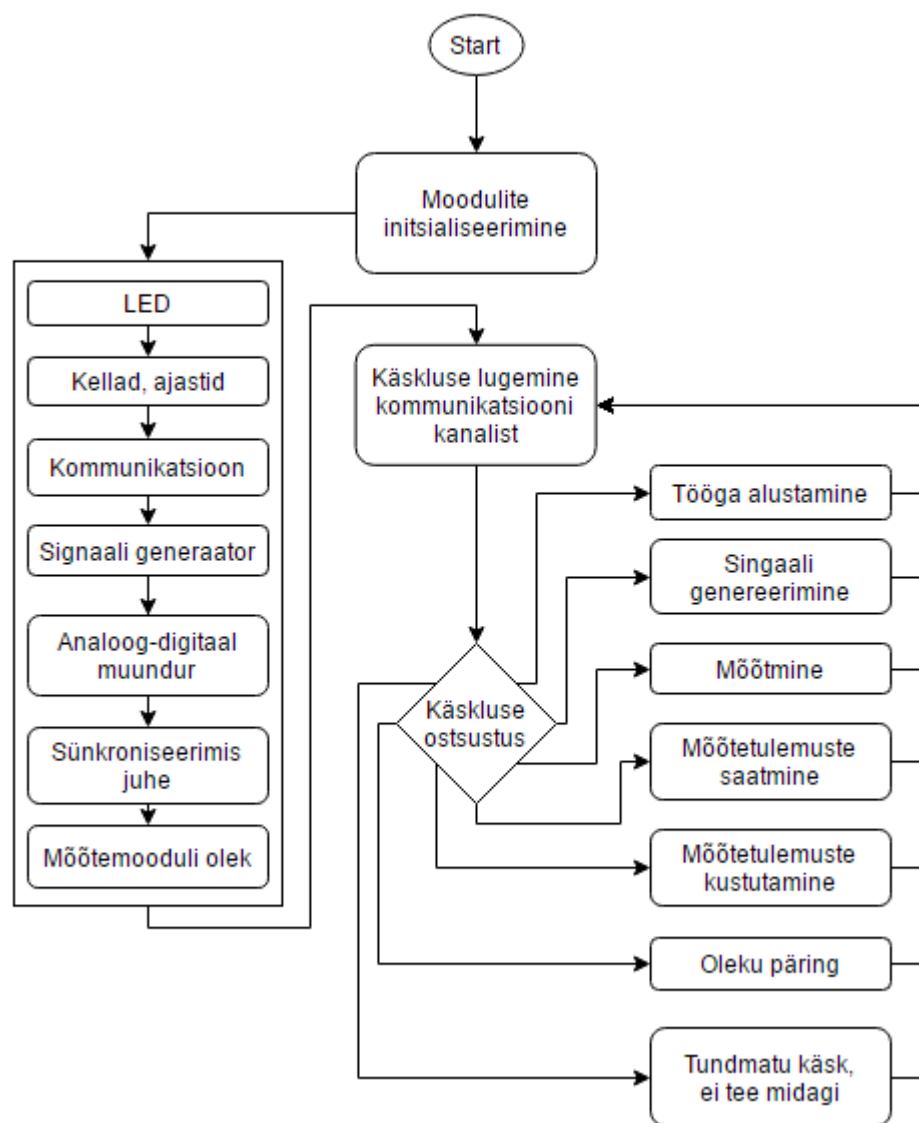 Start
Moodulite
initsialiseerimine
LED
Kellad, ajastid
Kommunikatsioon
Signaali generaator
Analoog-digitaal
muundur
Sünkroniseerimis
juhe
Mõõtemooduli olek
Käskluse lugemine
kommunikatsiooni
kanalist
Käskluse
ostsustus
Tööga alustamine
Singaali
genereerimine
Mõõtmine
Mõõtetulemuste
saatmine
Mõõtetulemuste
kustutamine
Oleku päring
Tundmatu käsk,
ei tee midagi